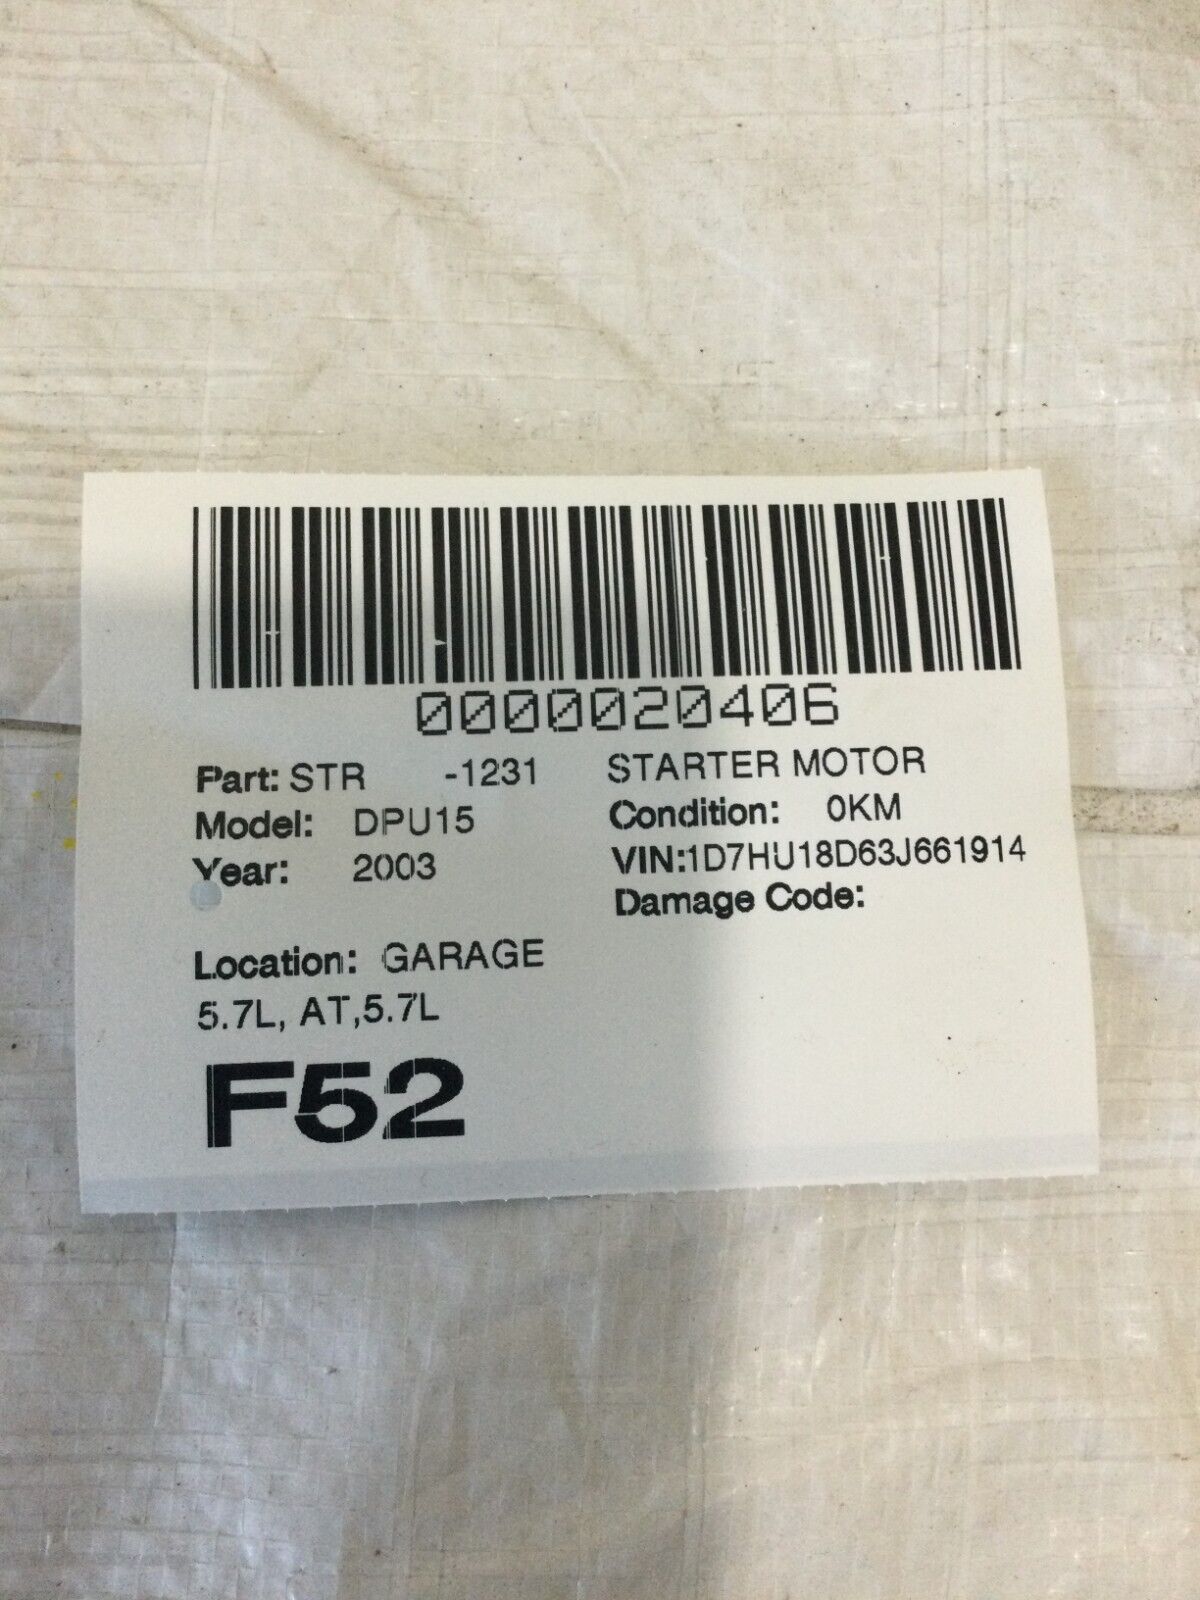 0000020406
Part: STR -1231 STARTER MOTOR
Model: DPU15 Condition: 0KM
Year: 2003 VIN:1D7HU18D63J661914
Damage Code:
Location: GARAGE
5.7L, AT,5.7L
F52